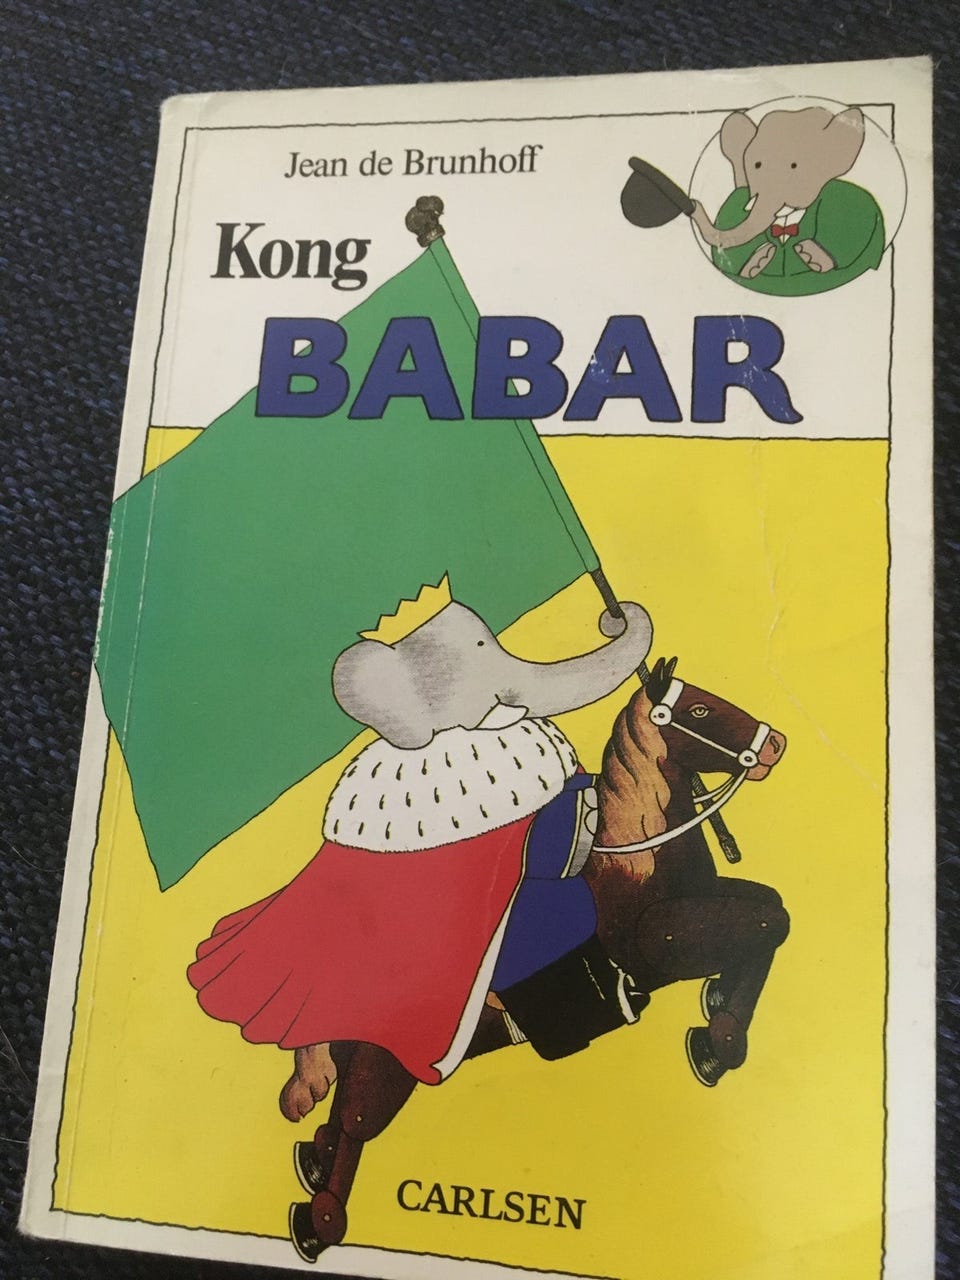 Jean de Brunhoff
Kong
BABAR
CARLSEN